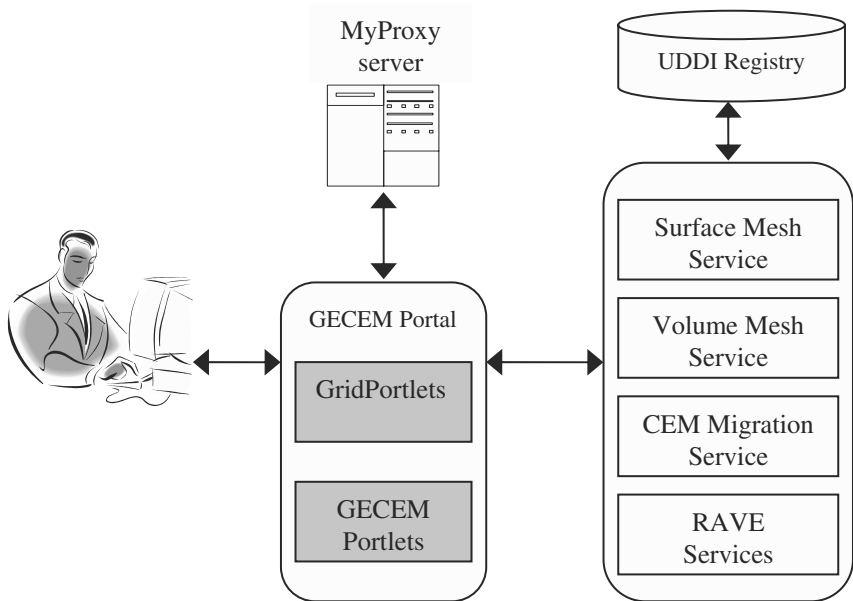 MyProxy
server
UDDI Registry
GECEM Portal
GridPortlets
GECEM
Portlets
Surface Mesh
Service
Volume Mesh
Service
CEM Migration
Service
RAVE
Services